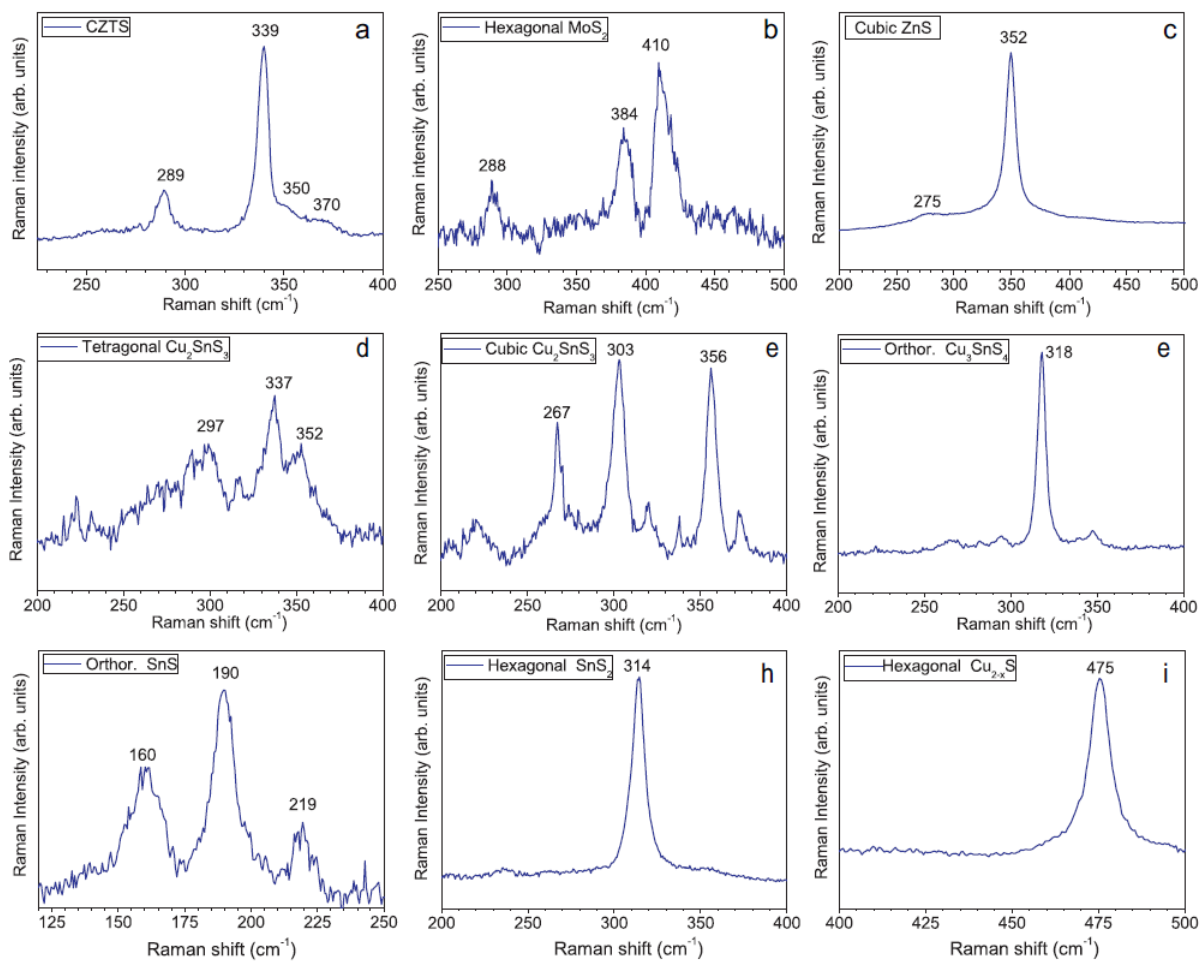 CZTS
a
339
289
350
370
Raman intensity (arb. units)
250
300
350
400
Raman shift (cm⁻¹)
Hexagonal MoS₂
b
410
384
288
Raman intensity (arb. units)
250 300 350 400 450 500
Raman shift (cm⁻¹)
Cubic ZnS
c
352
275
Raman Intensity (arb. units)
200 250 300 350 400 450 500
Raman shift (cm⁻¹)
Tetragonal Cu₂SnS₃
d
337
297
352
Raman Intensity (arb. units)
200 250 300 350 400
Raman shift (cm⁻¹)
Cubic Cu₂SnS₃
e
303
356
267
Raman Intensity (arb. units)
200 250 300 350 400
Raman shift (cm⁻¹)
Orthor. Cu₃SnS₄
e
318
Raman Intensity (arb. units)
200 250 300 350 400
Raman shift (cm⁻¹)
Orthor. SnS
190
160
219
Raman Intensity (arb. units)
150 175 200 225 250
Raman shift (cm⁻¹)
Hexagonal SnS₂
h
314
Raman Intensity (arb. units)
200 250 300 350 400
Raman shift (cm⁻¹)
Hexagonal Cu₂₋ₓS
i
475
Raman Intensity (arb. units)
400 425 450 475 500
Raman shift (cm⁻¹)